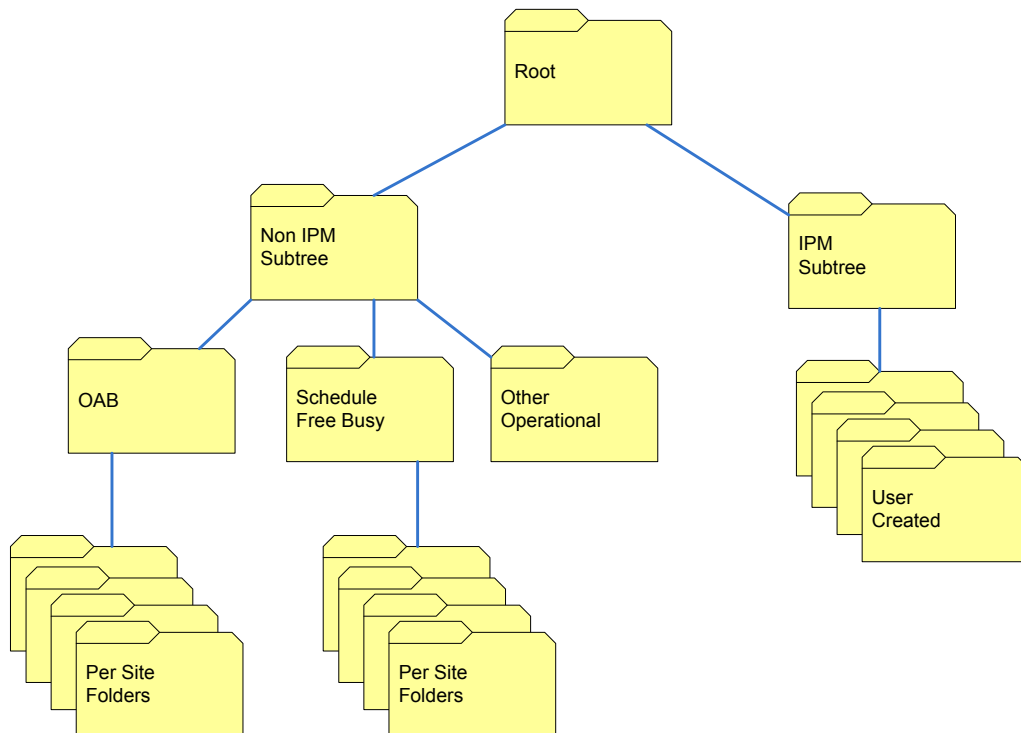 Root
Non IPM
Subtree
IPM
Subtree
OAB
Schedule
Free Busy
Other
Operational
User
Created
Per Site
Folders
Per Site
Folders